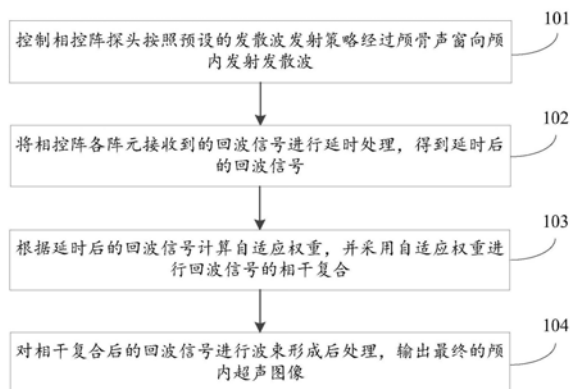 101
控制相控阵探头按照预设的发散波发射策略经过颅骨声窗向颅
内发射发散波
102
将相控阵各阵元接收到的回波信号进行延时处理，得到延时后
的回波信号
103
根据延时后的回波信号计算自适应权重，并采用自适应权重进
行回波信号的相干复合
104
对相干复合后的回波信号进行波束形成后处理，输出最终的颅
内超声图像